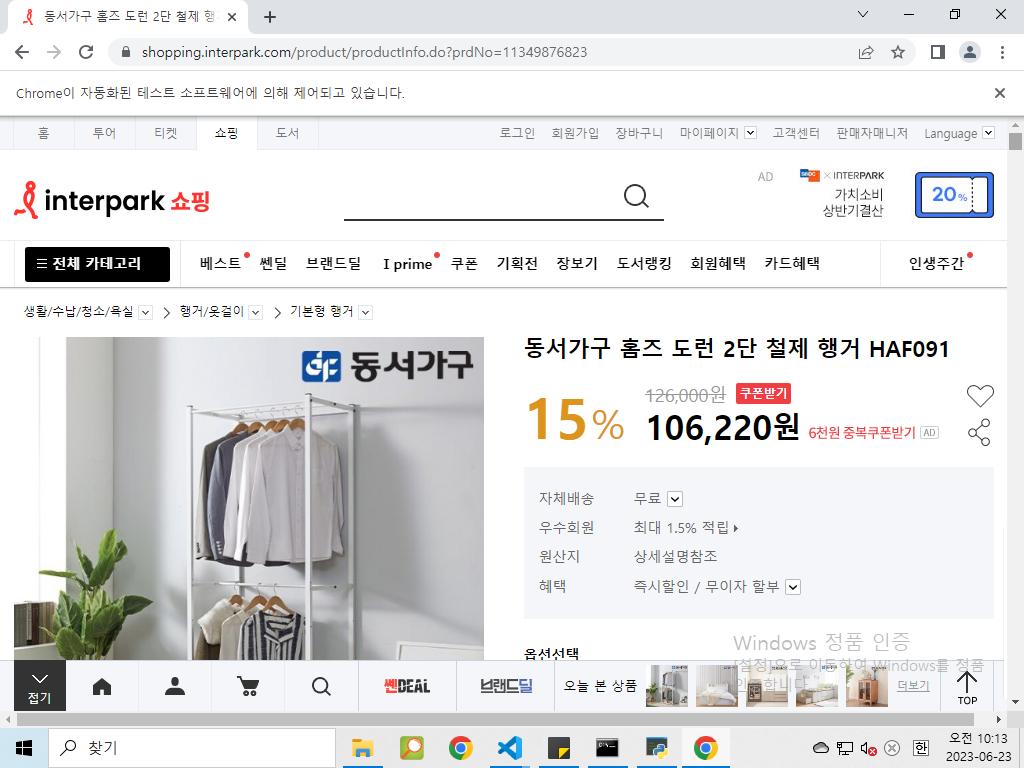 동서가구 홈즈 도런 2단 철제 행
shopping.interpark.com/product/productInfo.do?prdNo=11349876823
Chrome이 자동화된 테스트 소프트웨어에 의해 제어되고 있습니다.
홈 투어 티켓 쇼핑 도서 로그인 회원가입 장바구니 마이페이지 고객센터 판매자매니저 Language
interpark 쇼핑
AD
× INTERPARK
가치소비
상반기결산
20%
전체 카테고리 베스트 쎈딜 브랜드딜 I prime 쿠폰 기획전 장보기 도서랭킹 회원혜택 카드혜택 인생주간
생활/수납/청소/욕실 행거/옷걸이 기본형 행거
동서가구
동서가구 홈즈 도런 2단 철제 행거 HAF091
15%
126,000원 쿠폰받기
106,220원 6천원 중복쿠폰받기 AD
자체배송 무료
우수회원 최대 1.5% 적립
원산지 상세설명참조
혜택 즉시할인 / 무이자 할부
옵션선택
Windows 정품 인증
[설정]으로 이동하여 Windows를 정품
접기
쎈DEAL
브랜드딜
오늘 본 상품
더보기
TOP
찾기
한
오전 10:13
2023-06-23